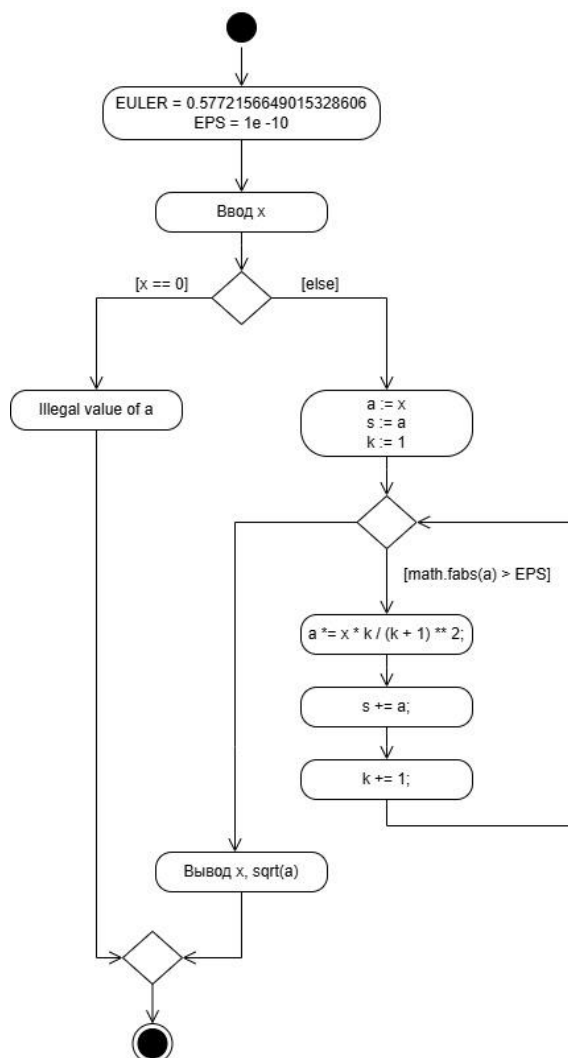 EULER = 0.5772156649015328606
EPS = 1e -10
Ввод x
[x == 0]
[else]
Illegal value of a
a := x
s := a
k := 1
[math.fabs(a) > EPS]
a *= x * k / (k + 1) ** 2;
s += a;
k += 1;
Вывод x, sqrt(a)